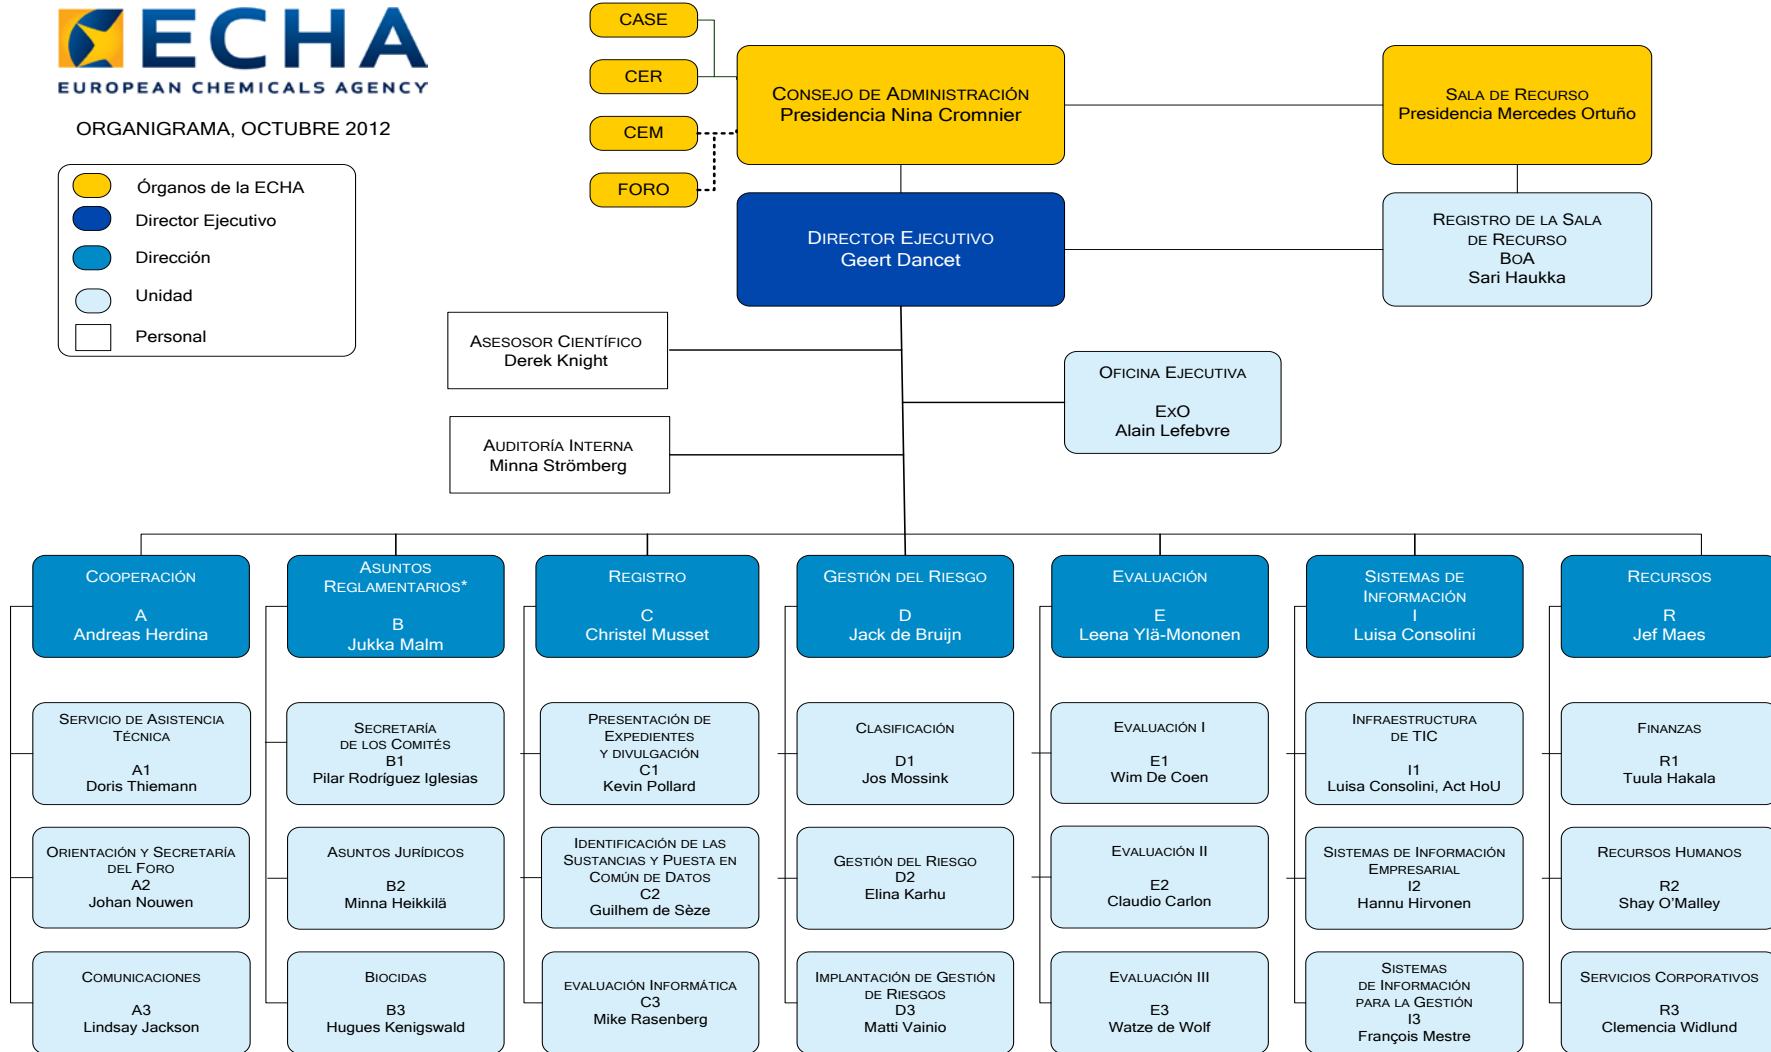 ECHA
EUROPEAN CHEMICALS AGENCY
ORGANIGRAMA, OCTUBRE 2012
Órganos de la ECHA
Director Ejecutivo
Dirección
Unidad
Personal
CASE
CER
CEM
FORO
CONSEJO DE ADMINISTRACIÓN
Presidencia Nina Cromnier
SALA DE RECURSO
Presidencia Mercedes Ortuño
DIRECTOR EJECUTIVO
Geert Dancet
REGISTRO DE LA SALA
DE RECURSO
BOA
Sari Haukka
ASESOSOR CIENTÍFICO
Derek Knight
OFICINA EJECUTIVA
EXO
Alain Lefebvre
AUDITORÍA INTERNA
Minna Strömberg
COOPERACIÓN
A
Andreas Herdina
ASUNTOS
REGLAMENTARIOS*
B
Jukka Malm
REGISTRO
C
Christel Musset
GESTIÓN DEL RIESGO
D
Jack de Bruijn
EVALUACIÓN
E
Leena Ylä-Mononen
SISTEMAS DE
INFORMACIÓN
I
Luisa Consolini
RECURSOS
R
Jef Maes
SERVICIO DE ASISTENCIA
TÉCNICA
A1
Doris Thiemann
SECRETARÍA
DE LOS COMITÉS
B1
Pilar Rodríguez Iglesias
PRESENTACIÓN DE
EXPEDIENTES
Y DIVULGACIÓN
C1
Kevin Pollard
CLASIFICACIÓN
D1
Jos Mossink
EVALUACIÓN I
E1
Wim De Coen
INFRAESTRUCTURA
DE TIC
I1
Luisa Consolini, Act HoU
FINANZAS
R1
Tuula Hakala
ORIENTACIÓN Y SECRETARÍA
DEL FORO
A2
Johan Nouwen
ASUNTOS JURÍDICOS
B2
Minna Heikkilä
IDENTIFICACIÓN DE LAS
SUSTANCIAS Y PUESTA EN
COMÚN DE DATOS
C2
Guilhem de Sèze
GESTIÓN DEL RIESGO
D2
Elina Karhu
EVALUACIÓN II
E2
Claudio Carlon
SISTEMAS DE INFORMACIÓN
EMPRESARIAL
I2
Hannu Hirvonen
RECURSOS HUMANOS
R2
Shay O'Malley
COMUNICACIONES
A3
Lindsay Jackson
BIOCIDAS
B3
Hugues Kenigswald
EVALUACIÓN INFORMÁTICA
C3
Mike Rasenberg
IMPLANTACIÓN DE GESTIÓN
DE RIESGOS
D3
Matti Vainio
EVALUACIÓN III
E3
Watze de Wolf
SISTEMAS
DE INFORMACIÓN
PARA LA GESTIÓN
I3
François Mestre
SERVICIOS CORPORATIVOS
R3
Clemencia Widlund